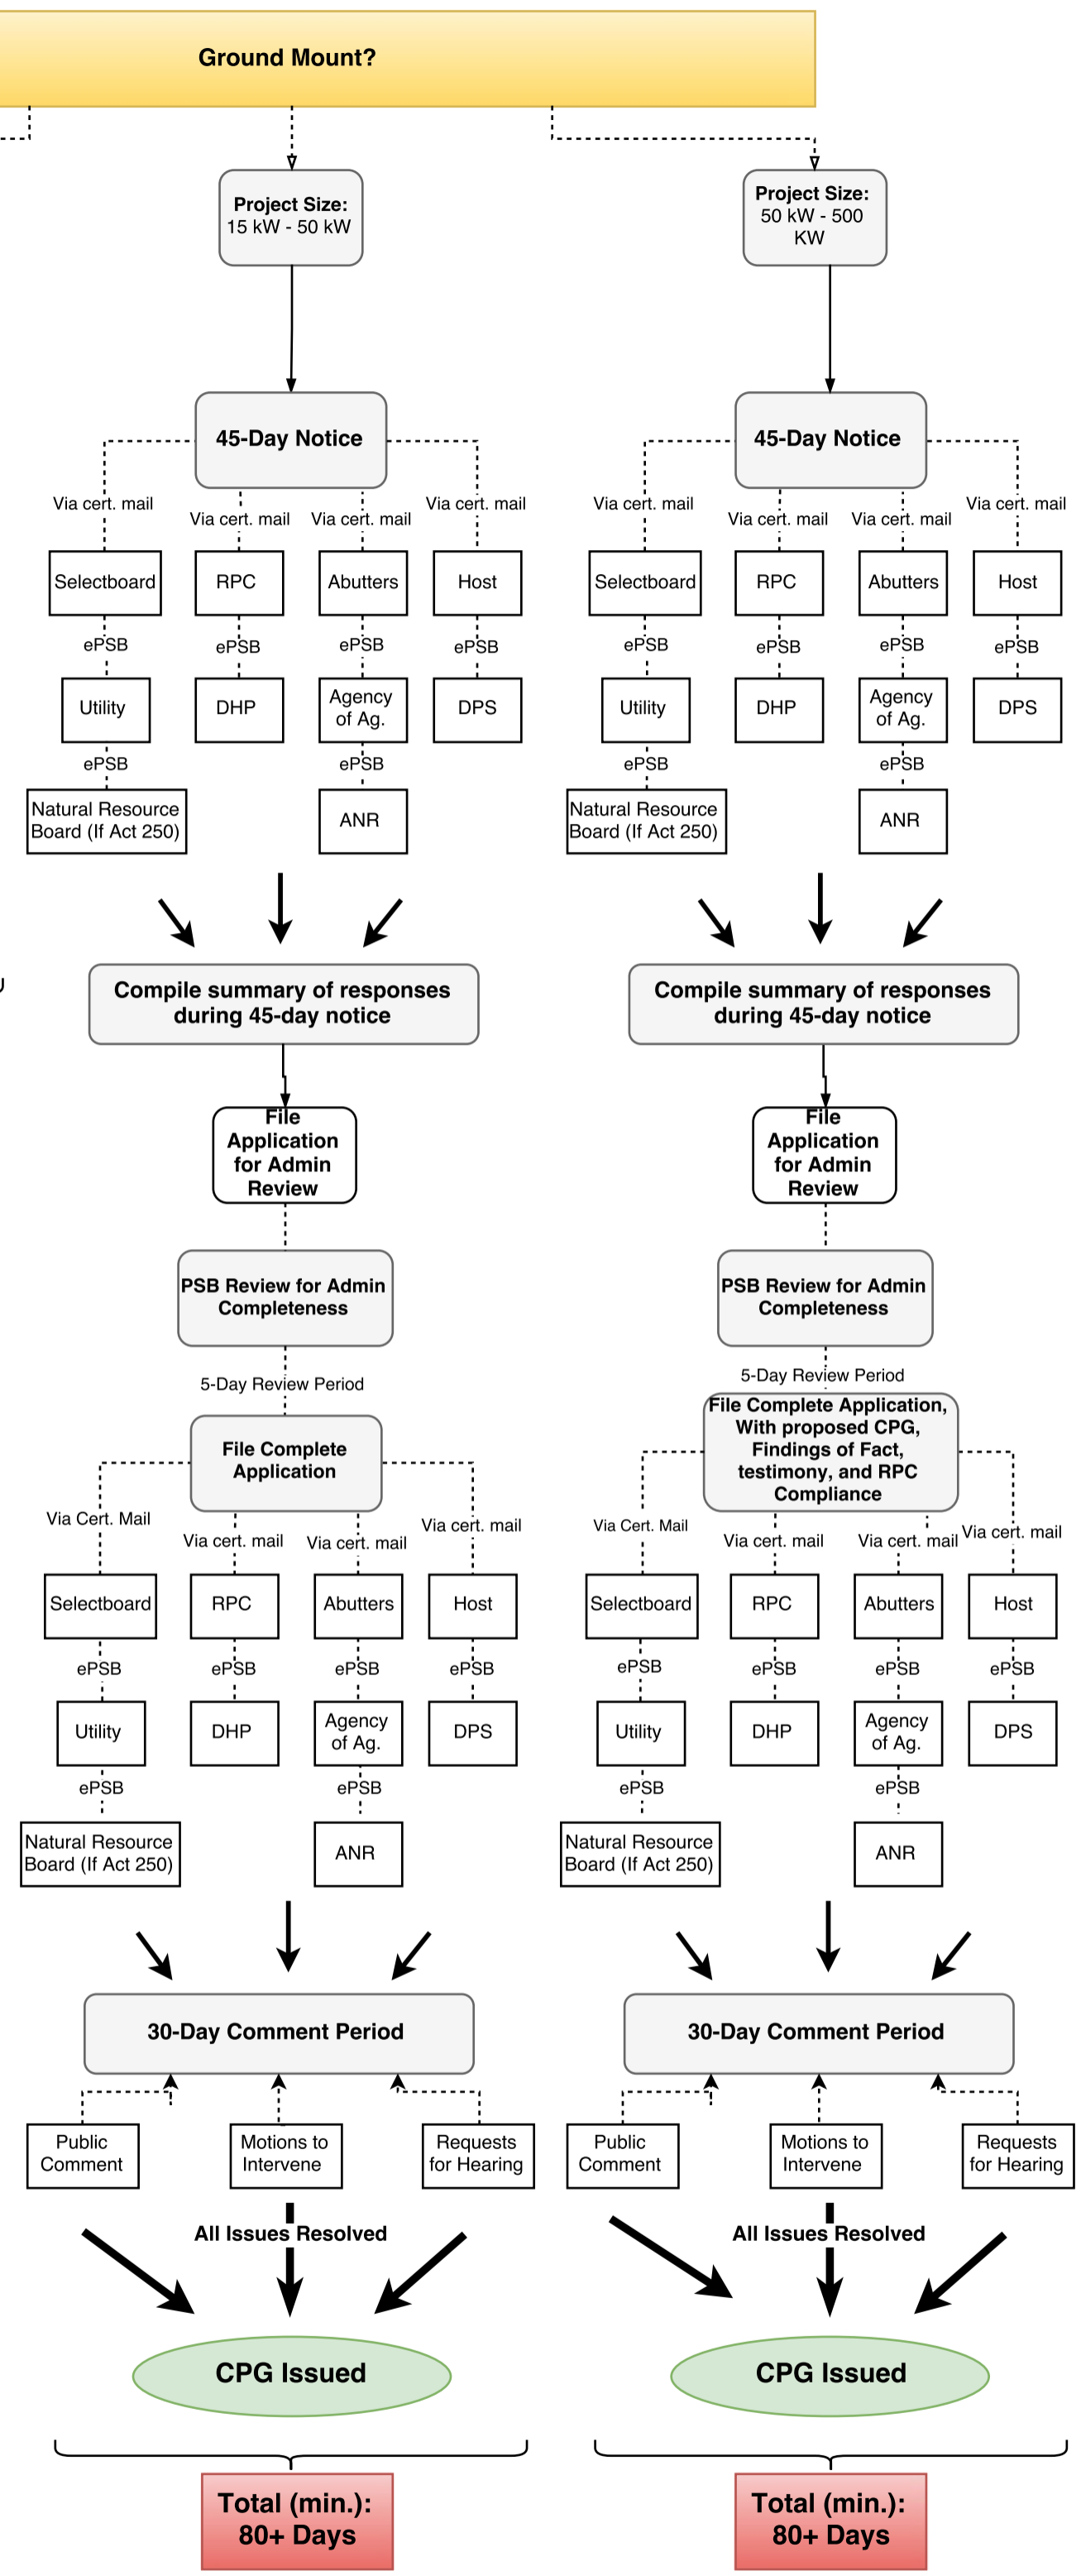 Ground Mount?
Project Size:
15 kW - 50 kW
Project Size:
50 kW - 500
KW
45-Day Notice
45-Day Notice
Via cert. mail
Via cert. mail
Via cert. mail
Via cert. mail
Via cert. mail
Via cert. mail
Via cert. mail
Via cert. mail
Selectboard
RPC
Abutters
Host
Selectboard
RPC
Abutters
Host
ePSB
ePSB
ePSB
ePSB
ePSB
ePSB
ePSB
ePSB
Utility
DHP
Agency
of Ag.
DPS
Utility
DHP
Agency
of Ag.
DPS
ePSB
ePSB
ePSB
ePSB
Natural Resource
Board (If Act 250)
ANR
Natural Resource
Board (If Act 250)
ANR
Compile summary of responses
during 45-day notice
Compile summary of responses
during 45-day notice
File
Application
for Admin
Review
File
Application
for Admin
Review
PSB Review for Admin
Completeness
PSB Review for Admin
Completeness
5-Day Review Period
5-Day Review Period
File Complete
Application
File Complete Application,
With proposed CPG,
Findings of Fact,
testimony, and RPC
Compliance
Via Cert. Mail
Via cert. mail
Via cert. mail
Via cert. mail
Via Cert. Mail
Via cert. mail
Via cert. mail
Via cert. mail
Selectboard
RPC
Abutters
Host
Selectboard
RPC
Abutters
Host
ePSB
ePSB
ePSB
ePSB
ePSB
ePSB
ePSB
ePSB
Utility
DHP
Agency
of Ag.
DPS
Utility
DHP
Agency
of Ag.
DPS
ePSB
ePSB
ePSB
ePSB
Natural Resource
Board (If Act 250)
ANR
Natural Resource
Board (If Act 250)
ANR
30-Day Comment Period
30-Day Comment Period
Public
Comment
Motions to
Intervene
Requests
for Hearing
Public
Comment
Motions to
Intervene
Requests
for Hearing
All Issues Resolved
All Issues Resolved
CPG Issued
CPG Issued
Total (min.):
80+ Days
Total (min.):
80+ Days